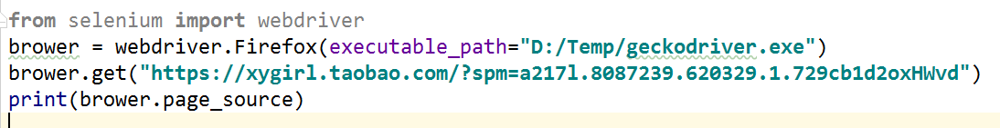 from selenium import webdriver
brower = webdriver.Firefox(executable_path="D:/Temp/geckodriver.exe")
brower.get("https://xygirl.taobao.com/?spm=a217l.8087239.620329.1.729cb1d2oxHWvd")
print(brower.page_source)